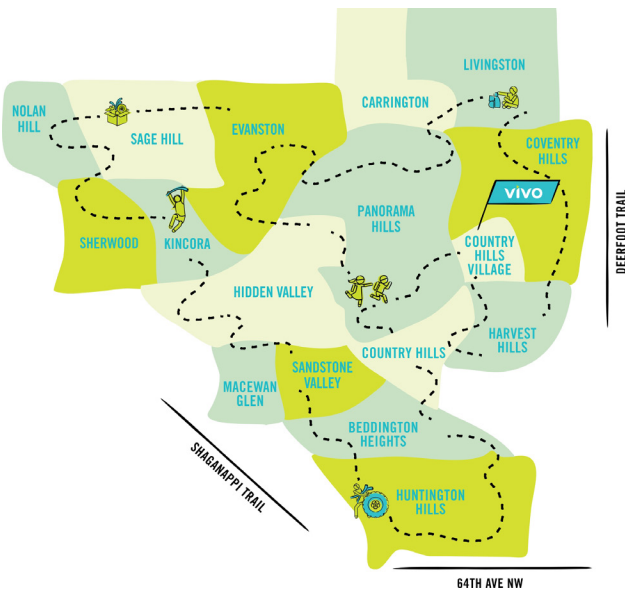 LIVINGSTON
CARRINGTON
NOLAN
HILL
SAGE HILL
EVANSTON
COVENTRY
HILLS
vivo
PANORAMA
HILLS
SHERWOOD
KINCORA
COUNTRY
HILLS
VILLAGE
DEERFOOT TRAIL
HIDDEN VALLEY
HARVEST
HILLS
COUNTRY HILLS
SANDSTONE
VALLEY
MACEWAN
GLEN
BEDDINGTON
HEIGHTS
SHAGANAPPI TRAIL
HUNTINGTON
HILLS
64TH AVE NW